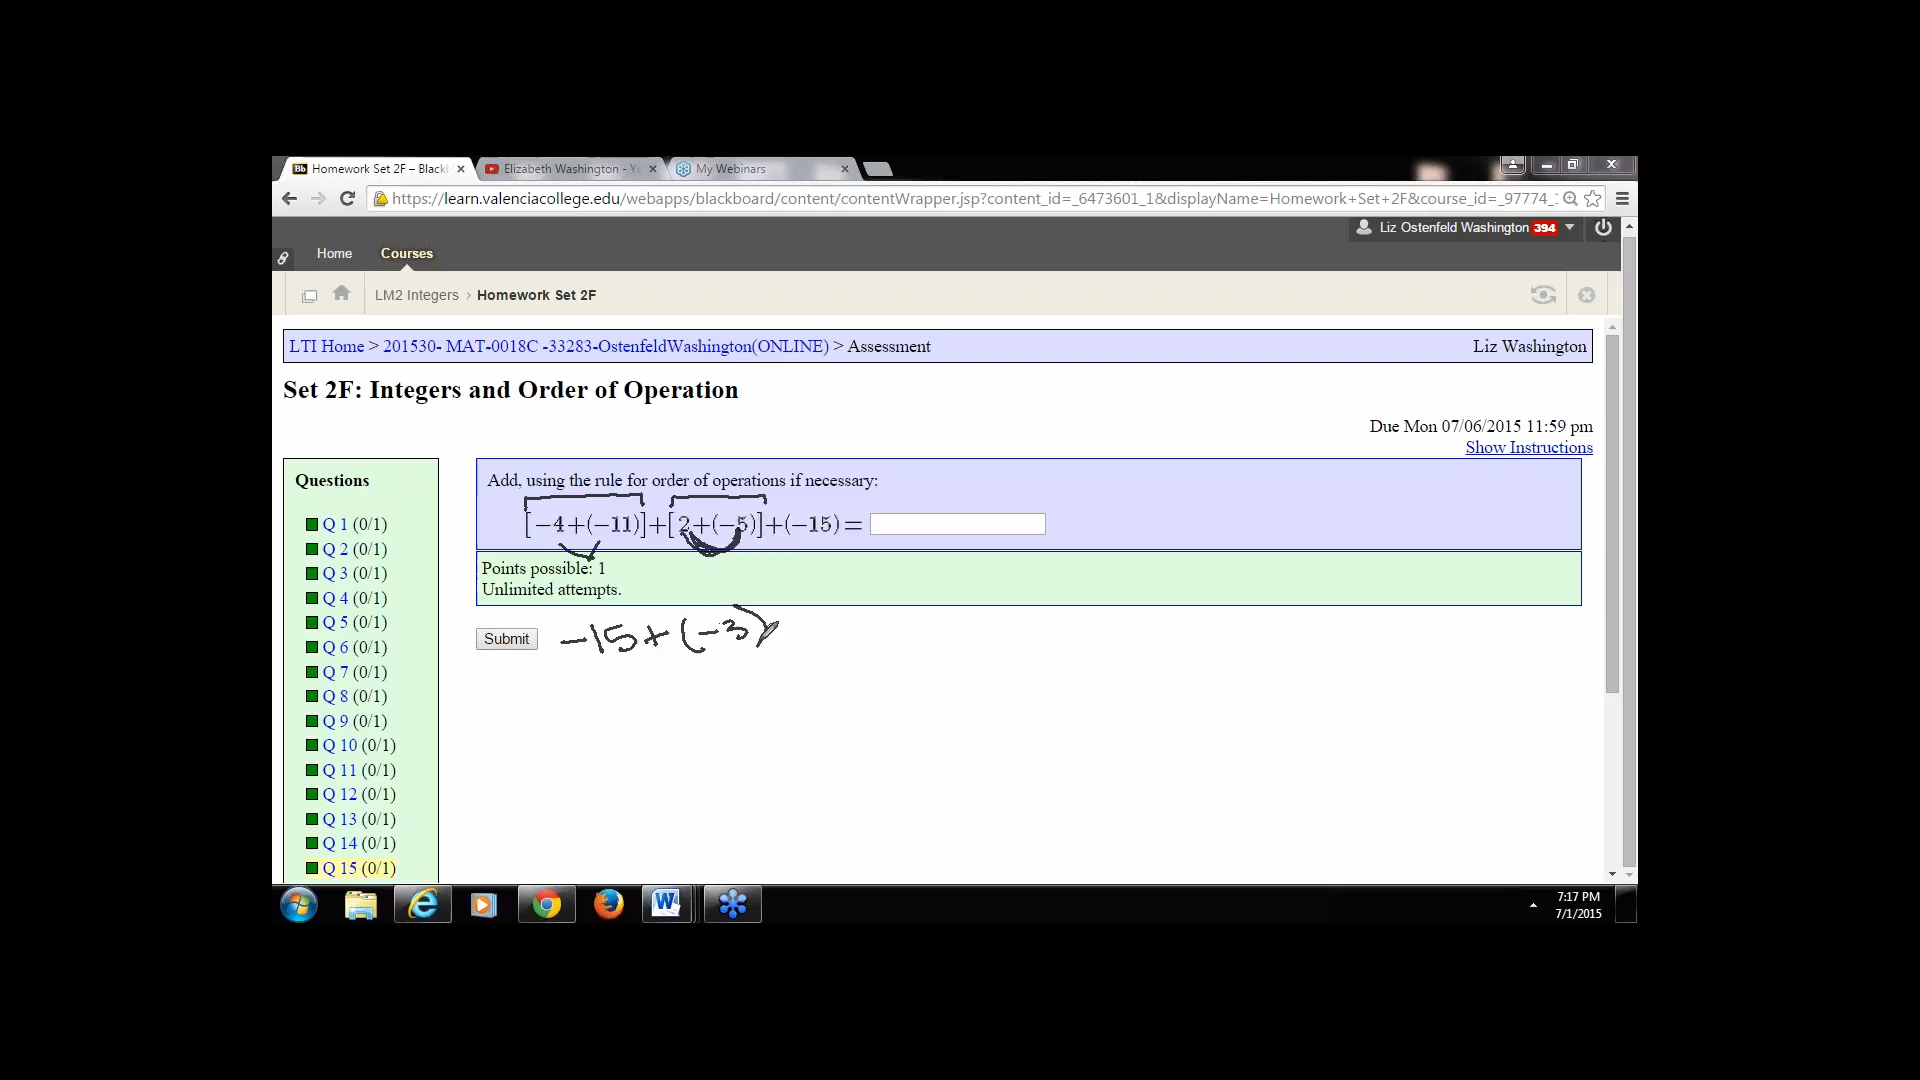 Homework Set 2F – Blackb
Elizabeth Washington - Yo
My Webinars
https://learn.valenciacollege.edu/webapps/blackboard/content/contentWrapper.jsp?content_id=_6473601_1&displayName=Homework+Set+2F&course_id=_97774_
Liz Ostenfeld Washington 394
Home Courses
LM2 Integers > Homework Set 2F
LTI Home > 201530- MAT-0018C -33283-OstenfeldWashington(ONLINE) > Assessment Liz Washington
Set 2F: Integers and Order of Operation
Due Mon 07/06/2015 11:59 pm
Show Instructions
Questions
Q 1 (0/1)
Q 2 (0/1)
Q 3 (0/1)
Q 4 (0/1)
Q 5 (0/1)
Q 6 (0/1)
Q 7 (0/1)
Q 8 (0/1)
Q 9 (0/1)
Q 10 (0/1)
Q 11 (0/1)
Q 12 (0/1)
Q 13 (0/1)
Q 14 (0/1)
Q 15 (0/1)
Add, using the rule for order of operations if necessary:
[−4+(−11)]+[2+(−5)]+(−15)=
Points possible: 1
Unlimited attempts.
Submit
−15+(−3)
7:17 PM
7/1/2015